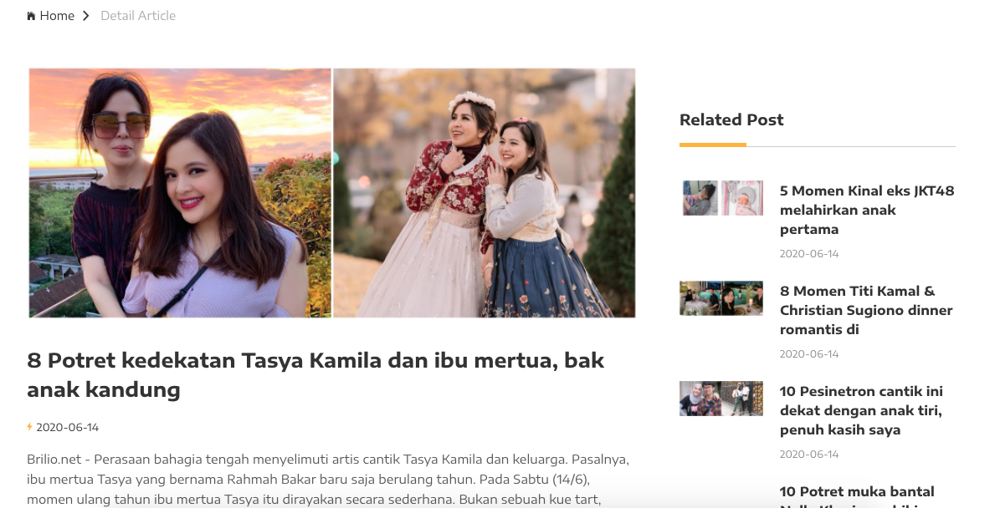 Home
Detail Article
8 Potret kedekatan Tasya Kamila dan ibu mertua, bak
anak kandung
2020-06-14
Brilio.net - Perasaan bahagia tengah menyelimuti artis cantik Tasya Kamila dan keluarga. Pasalnya,
ibu mertua Tasya yang bernama Rahmah Bakar baru saja berulang tahun. Pada Sabtu (14/6),
momen ulang tahun ibu mertua Tasya itu dirayakan secara sederhana. Bukan sebuah kue tart,
Related Post
5 Momen Kinal eks JKT48
melahirkan anak
pertama
2020-06-14
8 Momen Titi Kamal &
Christian Sugiono dinner
romantis di
2020-06-14
10 Pesinetron cantik ini
dekat dengan anak tiri,
penuh kasih saya
2020-06-14
10 Potret muka bantal